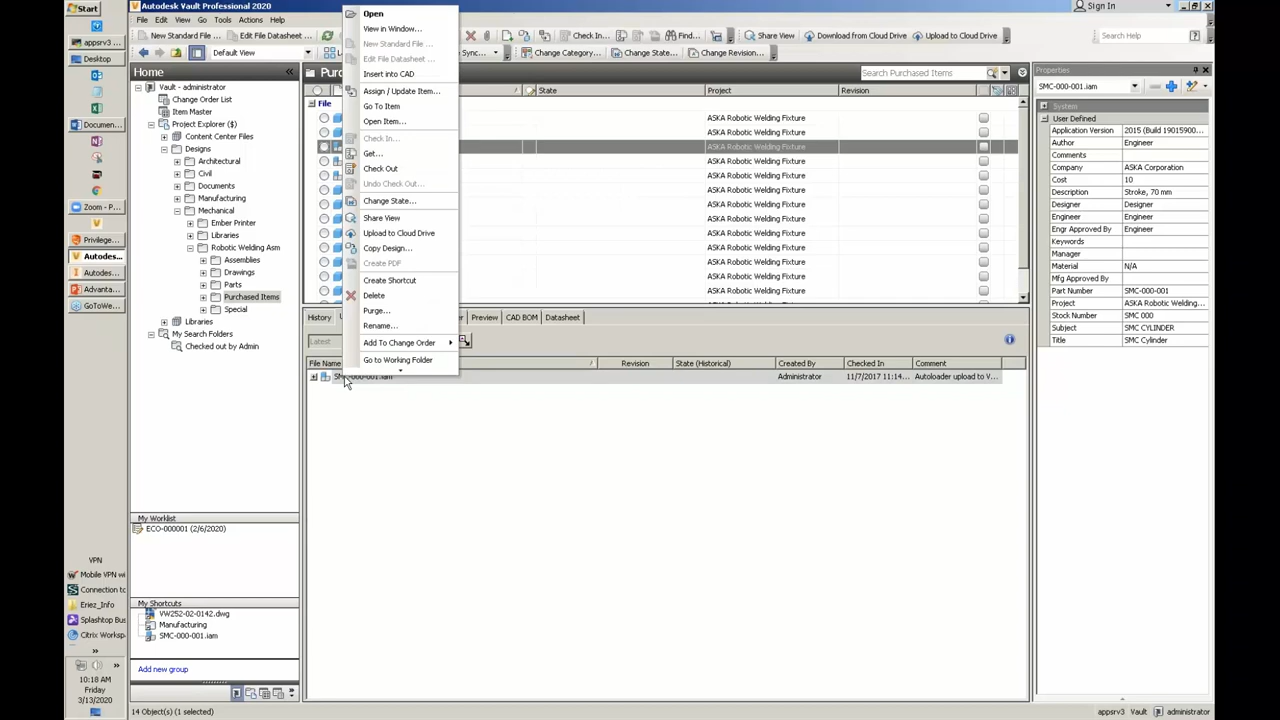 Start
Autodesk Vault Professional 2020
Sign In
File Edit View Go Tools Actions Help
New Standard File ... Edit File Datasheet ... Check In... Find... Share View Download from Cloud Drive Upload to Cloud Drive
Search Help
Default View
Sync... Change Category... Change State... Change Revision...
appsrv3 ...
Desktop
Documen...
Zoom - P...
Privilege...
Autodes...
Autodes...
Advanta...
GoToWe...
VPN
Mobile VPN wi
Connection to
Eriez_Info
Splashtop Bus
Citrix Worksp
10:18 AM
Friday
3/13/2020
Home
Vault - administrator
Change Order List
Item Master
Project Explorer ($)
Content Center Files
Designs
Architectural
Civil
Documents
Manufacturing
Mechanical
Ember Printer
Libraries
Robotic Welding Asm
Assemblies
Drawings
Parts
Purchased Items
Special
Libraries
My Search Folders
Checked out by Admin
My Worklist
ECO-000001 (2/6/2020)
My Shortcuts
VW252-02-0142.dwg
Manufacturing
SMC-000-001.iam
Add new group
14 Object(s) (1 selected)
Open
View in Window...
New Standard File ...
Edit File Datasheet ...
Insert into CAD
Assign / Update Item...
Go To Item
Open Item...
Check In...
Get...
Check Out
Undo Check Out...
Change State...
Share View
Upload to Cloud Drive
Copy Design...
Create PDF
Create Shortcut
Delete
Purge...
Rename...
Add To Change Order
Go to Working Folder
Search Purchased Items
State Project Revision
File
ASKA Robotic Welding Fixture
ASKA Robotic Welding Fixture
ASKA Robotic Welding Fixture
ASKA Robotic Welding Fixture
ASKA Robotic Welding Fixture
ASKA Robotic Welding Fixture
ASKA Robotic Welding Fixture
ASKA Robotic Welding Fixture
ASKA Robotic Welding Fixture
ASKA Robotic Welding Fixture
ASKA Robotic Welding Fixture
ASKA Robotic Welding Fixture
ASKA Robotic Welding Fixture
History Preview CAD BOM Datasheet
Latest
File Name Revision State (Historical) Created By Checked In Comment
SMC-000-001.iam Administrator 11/7/2017 11:14... Autoloader upload to V...
Properties
SMC-000-001.iam
System
User Defined
Application Version 2015 (Build 19015900...
Author Engineer
Comments
Company ASKA Corporation
Cost 10
Description Stroke, 70 mm
Designer Designer
Engineer Engineer
Engr Approved By Engineer
Keywords
Manager
Material N/A
Mfg Approved By
Part Number SMC-000-001
Project ASKA Robotic Welding...
Stock Number SMC 000
Subject SMC CYLINDER
Title SMC Cylinder
appsrv3 Vault administrator